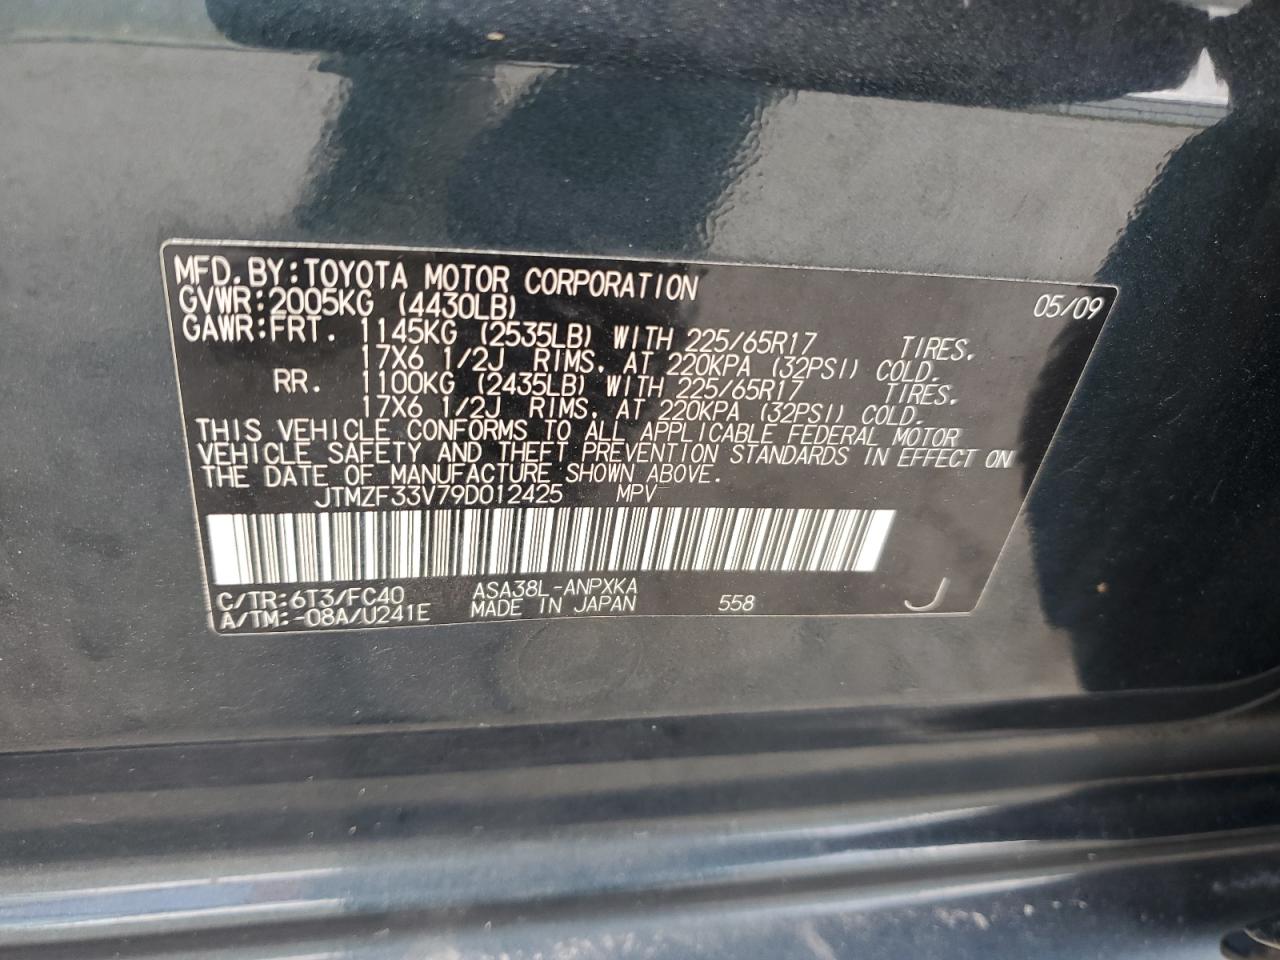 MFD. BY: TOYOTA MOTOR CORPORATION 05/09
GVWR: 2005KG (4430LB)
GAWR: FRT. 1145KG (2535LB) WITH 225/65R17 TIRES.
17X6 1/2J RIMS, AT 220KPA (32PSI) COLD.
RR. 1100KG (2435LB) WITH 225/65R17 TIRES.
17X6 1/2J RIMS, AT 220KPA (32PSI) COLD.
THIS VEHICLE CONFORMS TO ALL APPLICABLE FEDERAL MOTOR
VEHICLE SAFETY AND THEFT PREVENTION STANDARDS IN EFFECT ON
THE DATE OF MANUFACTURE SHOWN ABOVE.
JTMZF33V79D012425 MPV
C/TR: 6T3/FC40 ASA38L-ANPXKA
A/TM: -08A/U241E MADE IN JAPAN 558 J